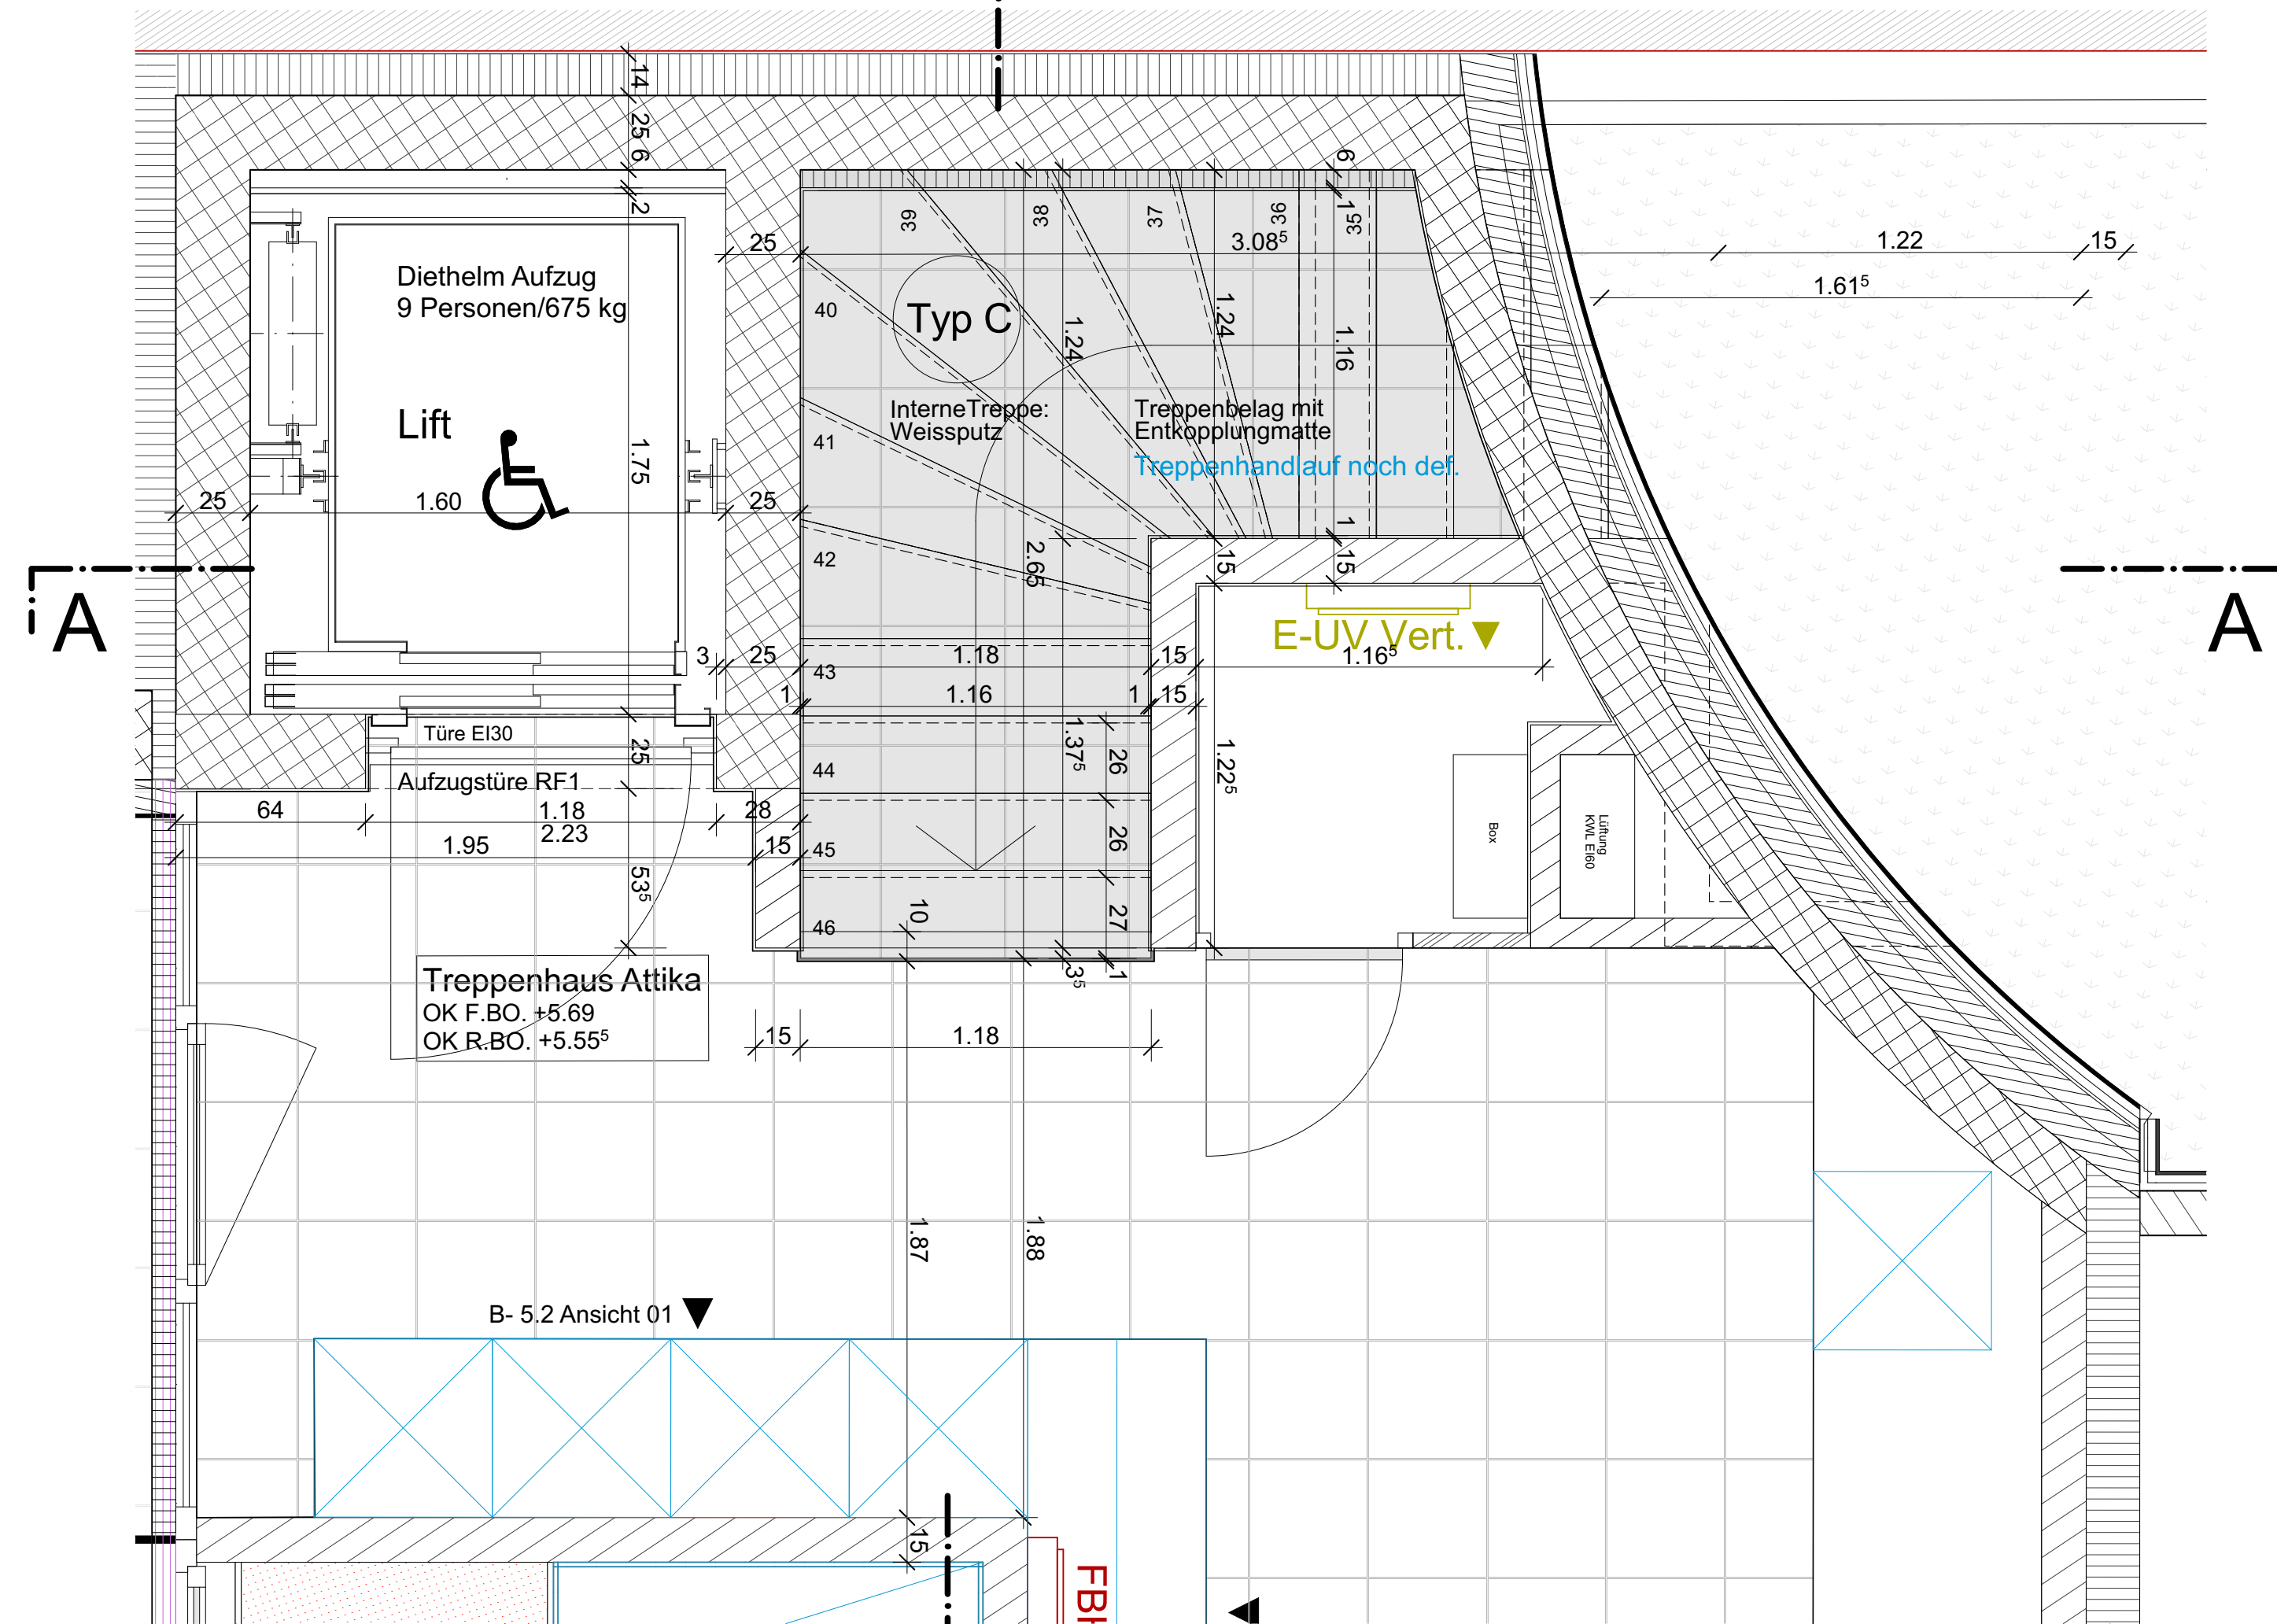 14
25
6
2
6
1
39
38
37
36
35
25
3.08⁵
1.22
15
1.61⁵
Diethelm Aufzug
9 Personen/675 kg
40
Typ C
1.24
1.24
1.16
Lift
1.75
41
InterneTreppe:
Weissputz
Treppenbelag mit
Entkopplungmatte
Treppenhandlauf noch def.
25
1.60
25
1
42
2.65
15
15
A
A
E-UV Vert.
3
25
43
1.18
15
1.16⁵
1
1.16
1
15
Türe EI30
25
1.37⁵
26
1.22⁵
Aufzugstüre RF1
44
64
1.18
2.23
28
1.95
15
45
26
Box
Lüftung
KWL EI60
53⁵
10
46
27
3⁵
1
Treppenhaus Attika
OK F.BO. +5.69
OK R.BO. +5.55⁵
15
1.18
1.87
1.88
B- 5.2 Ansicht 01
15
FBH